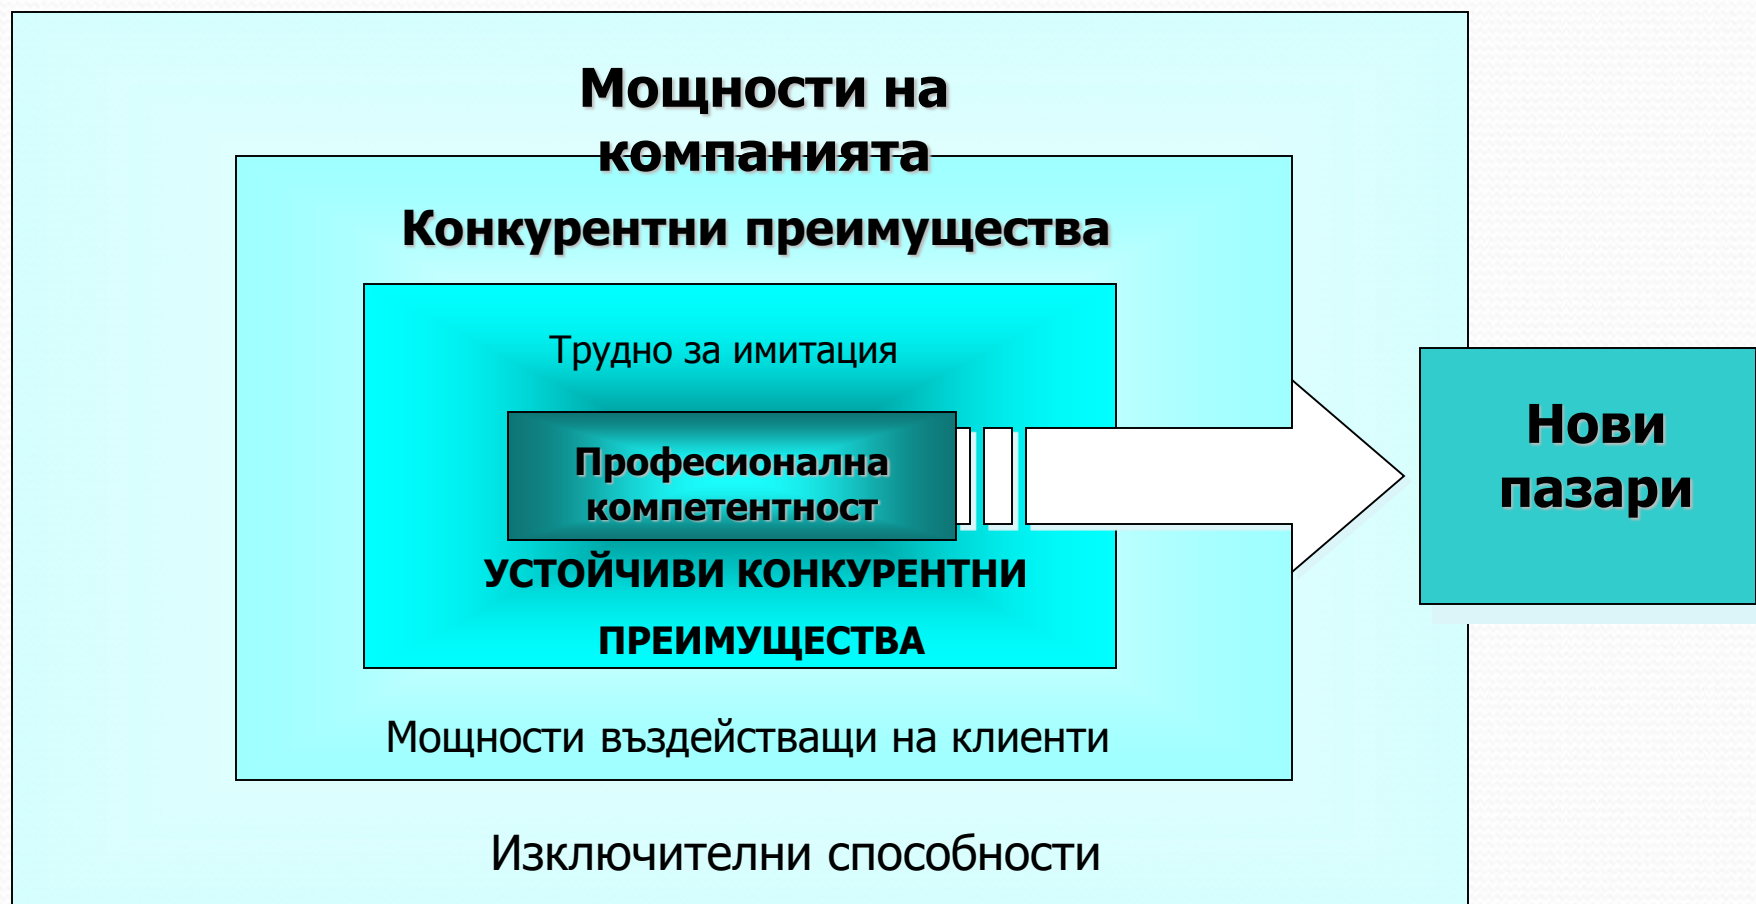 Мощности на
компанията
Конкурентни преимущества
Трудно за имитация
Професионална
компетентност
УСТОЙЧИВИ КОНКУРЕНТНИ
ПРЕИМУЩЕСТВА
Мощности въздействащи на клиенти
Изключителни способности
Нови
пазари